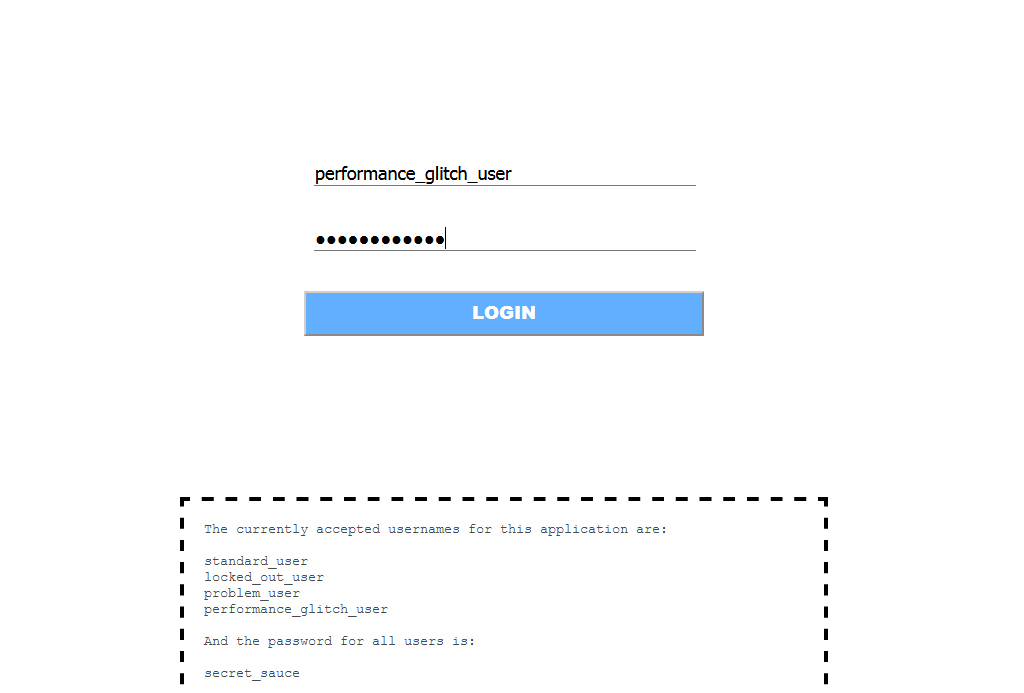 performance_glitch_user
••••••••••••
LOGIN
The currently accepted usernames for this application are:
standard_user
locked_out_user
problem_user
performance_glitch_user
And the password for all users is:
secret_sauce